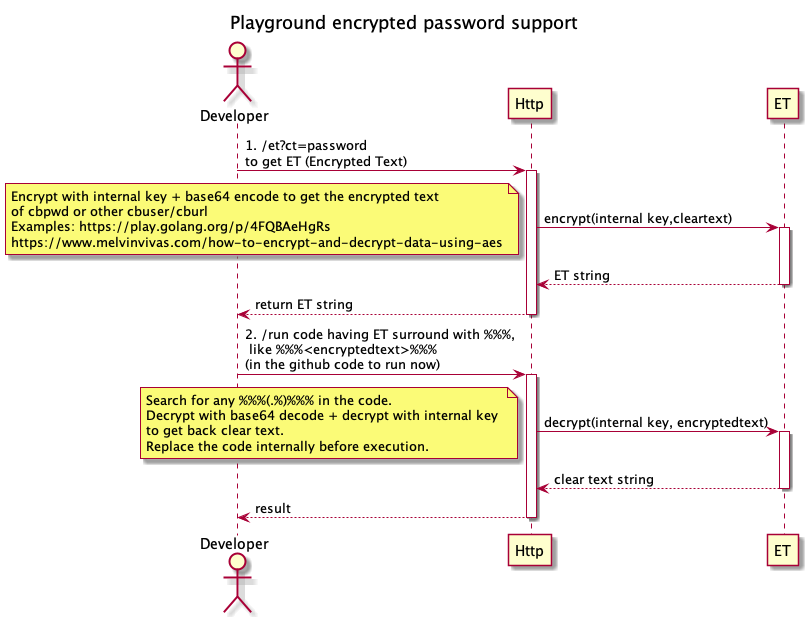 Playground encrypted password support
Developer
Http
ET
1. /et?ct=password
to get ET (Encrypted Text)
Encrypt with internal key + base64 encode to get the encrypted text
of cbpwd or other cbuser/cburl
Examples: https://play.golang.org/p/4FQBAeHgRs
https://www.melvinvivas.com/how-to-encrypt-and-decrypt-data-using-aes
encrypt(internal key,cleartext)
ET string
return ET string
2. /run code having ET surround with %%%,
like %%%<encryptedtext>%%%
(in the github code to run now)
Search for any %%%(.%)%%% in the code.
Decrypt with base64 decode + decrypt with internal key
to get back clear text.
Replace the code internally before execution.
decrypt(internal key, encryptedtext)
clear text string
result
Developer
Http
ET